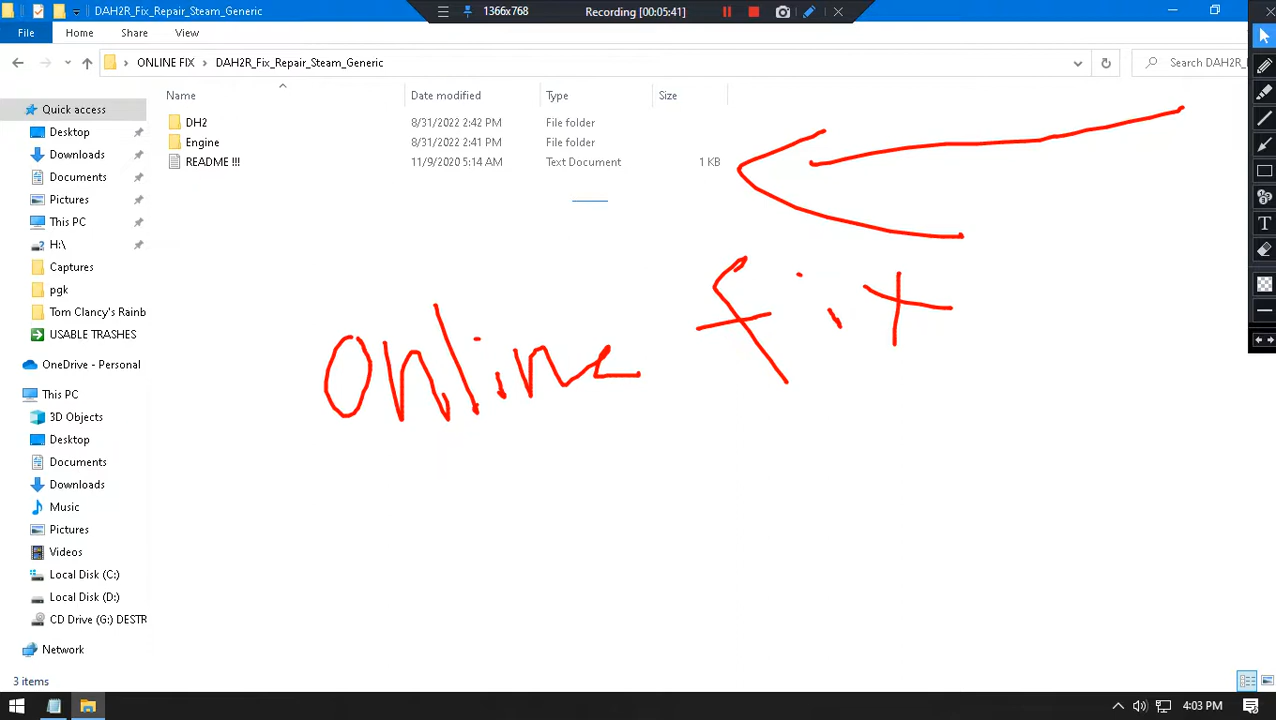 DAH2R_Fix_Repair_Steam_Generic
1366x768
Recording [00:05:41]
File
Home
Share
View
ONLINE FIX
DAH2R_Fix_Repair_Steam_Generic
Search DAH2R_
Name
Date modified
Type
Size
Quick access
Desktop
Downloads
Documents
Pictures
This PC
H:\
Captures
pgk
Tom Clancy's Rainb
USABLE TRASHES
OneDrive - Personal
This PC
3D Objects
Desktop
Documents
Downloads
Music
Pictures
Videos
Local Disk (C:)
Local Disk (D:)
CD Drive (G:) DESTR
Network
DH2 8/31/2022 2:42 PM File folder
Engine 8/31/2022 2:41 PM File folder
README !!! 11/9/2020 5:14 AM Text Document 1 KB
Online fix
T
3 items
4:03 PM